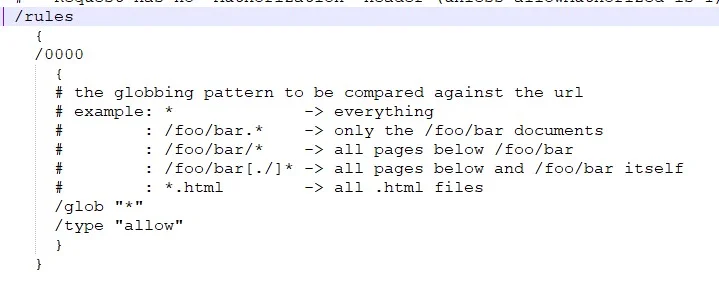 # Request has no "Authorization" header (unless allowAuthorized is 1)
/rules
{
/0000
{
# the globbing pattern to be compared against the url
# example: * -> everything
# : /foo/bar.* -> only the /foo/bar documents
# : /foo/bar/* -> all pages below /foo/bar
# : /foo/bar[./]* -> all pages below and /foo/bar itself
# : *.html -> all .html files
/glob "*"
/type "allow"
}
}